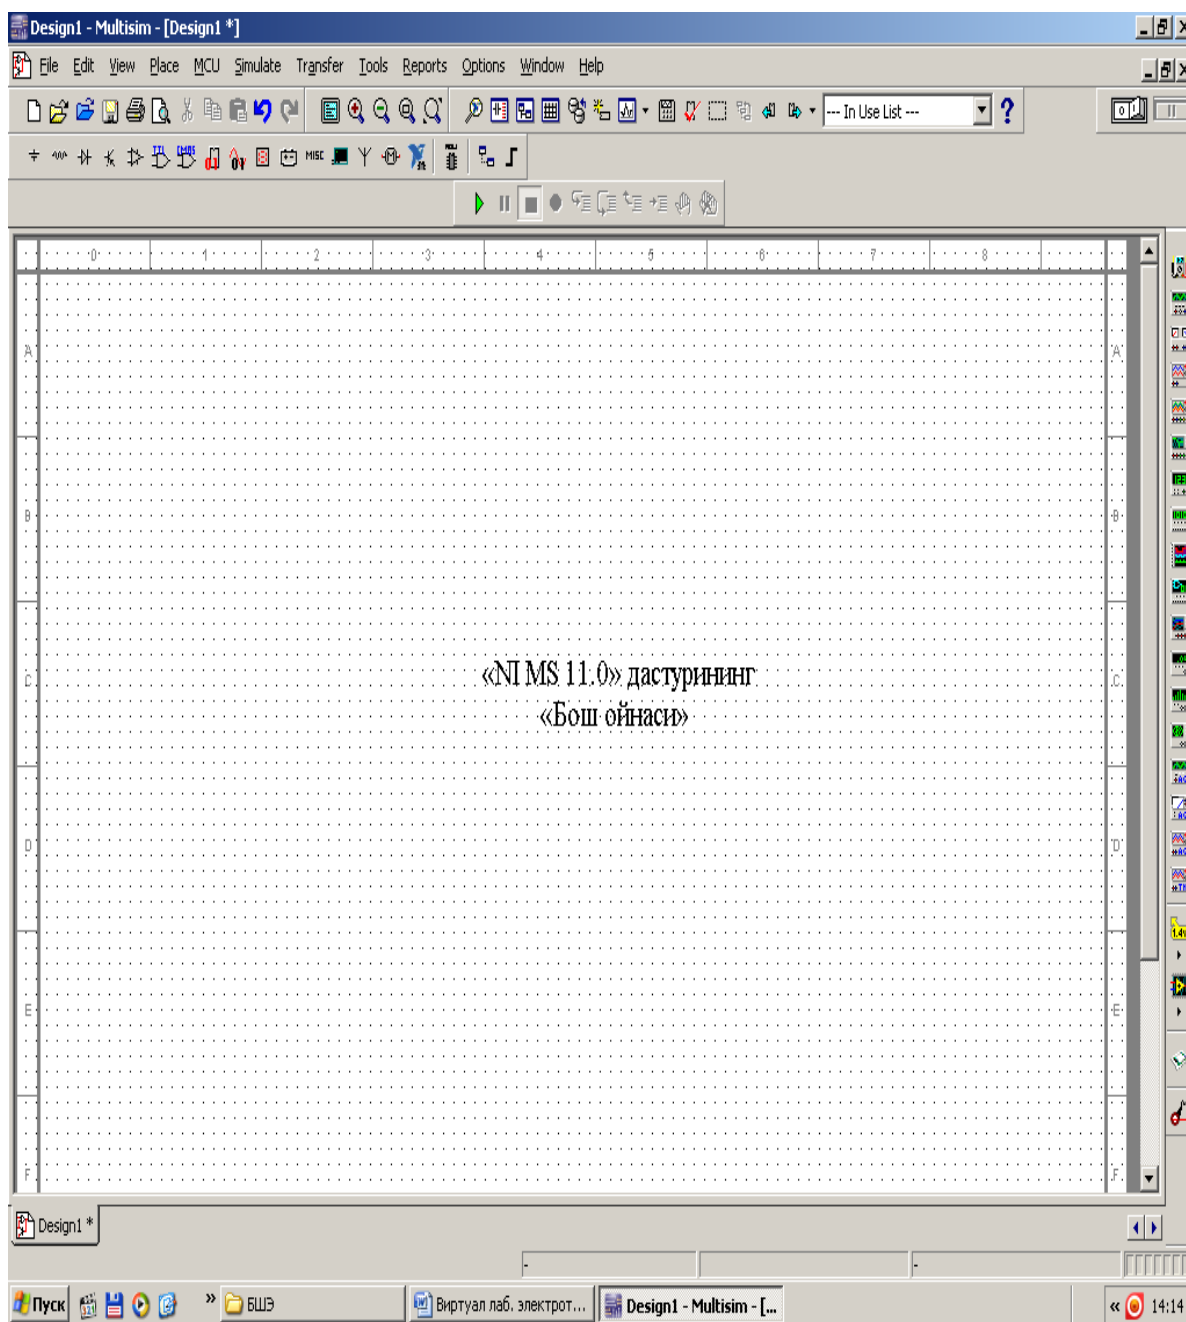 Design1 - Multisim - [Design1 *]
File Edit View Place MCU Simulate Transfer Tools Reports Options Window Help
--- In Use List ---
TTL CMOS MISC
0 1 2 3 4 5 6 7 8
A A
B B
C C
«NI MS 11.0» дастурининг
«Бош ойнаси»
D D
E E
F F
Design1 *
- -
Пуск » БШЭ Виртуал лаб. электрот... Design1 - Multisim - [... « 14:14